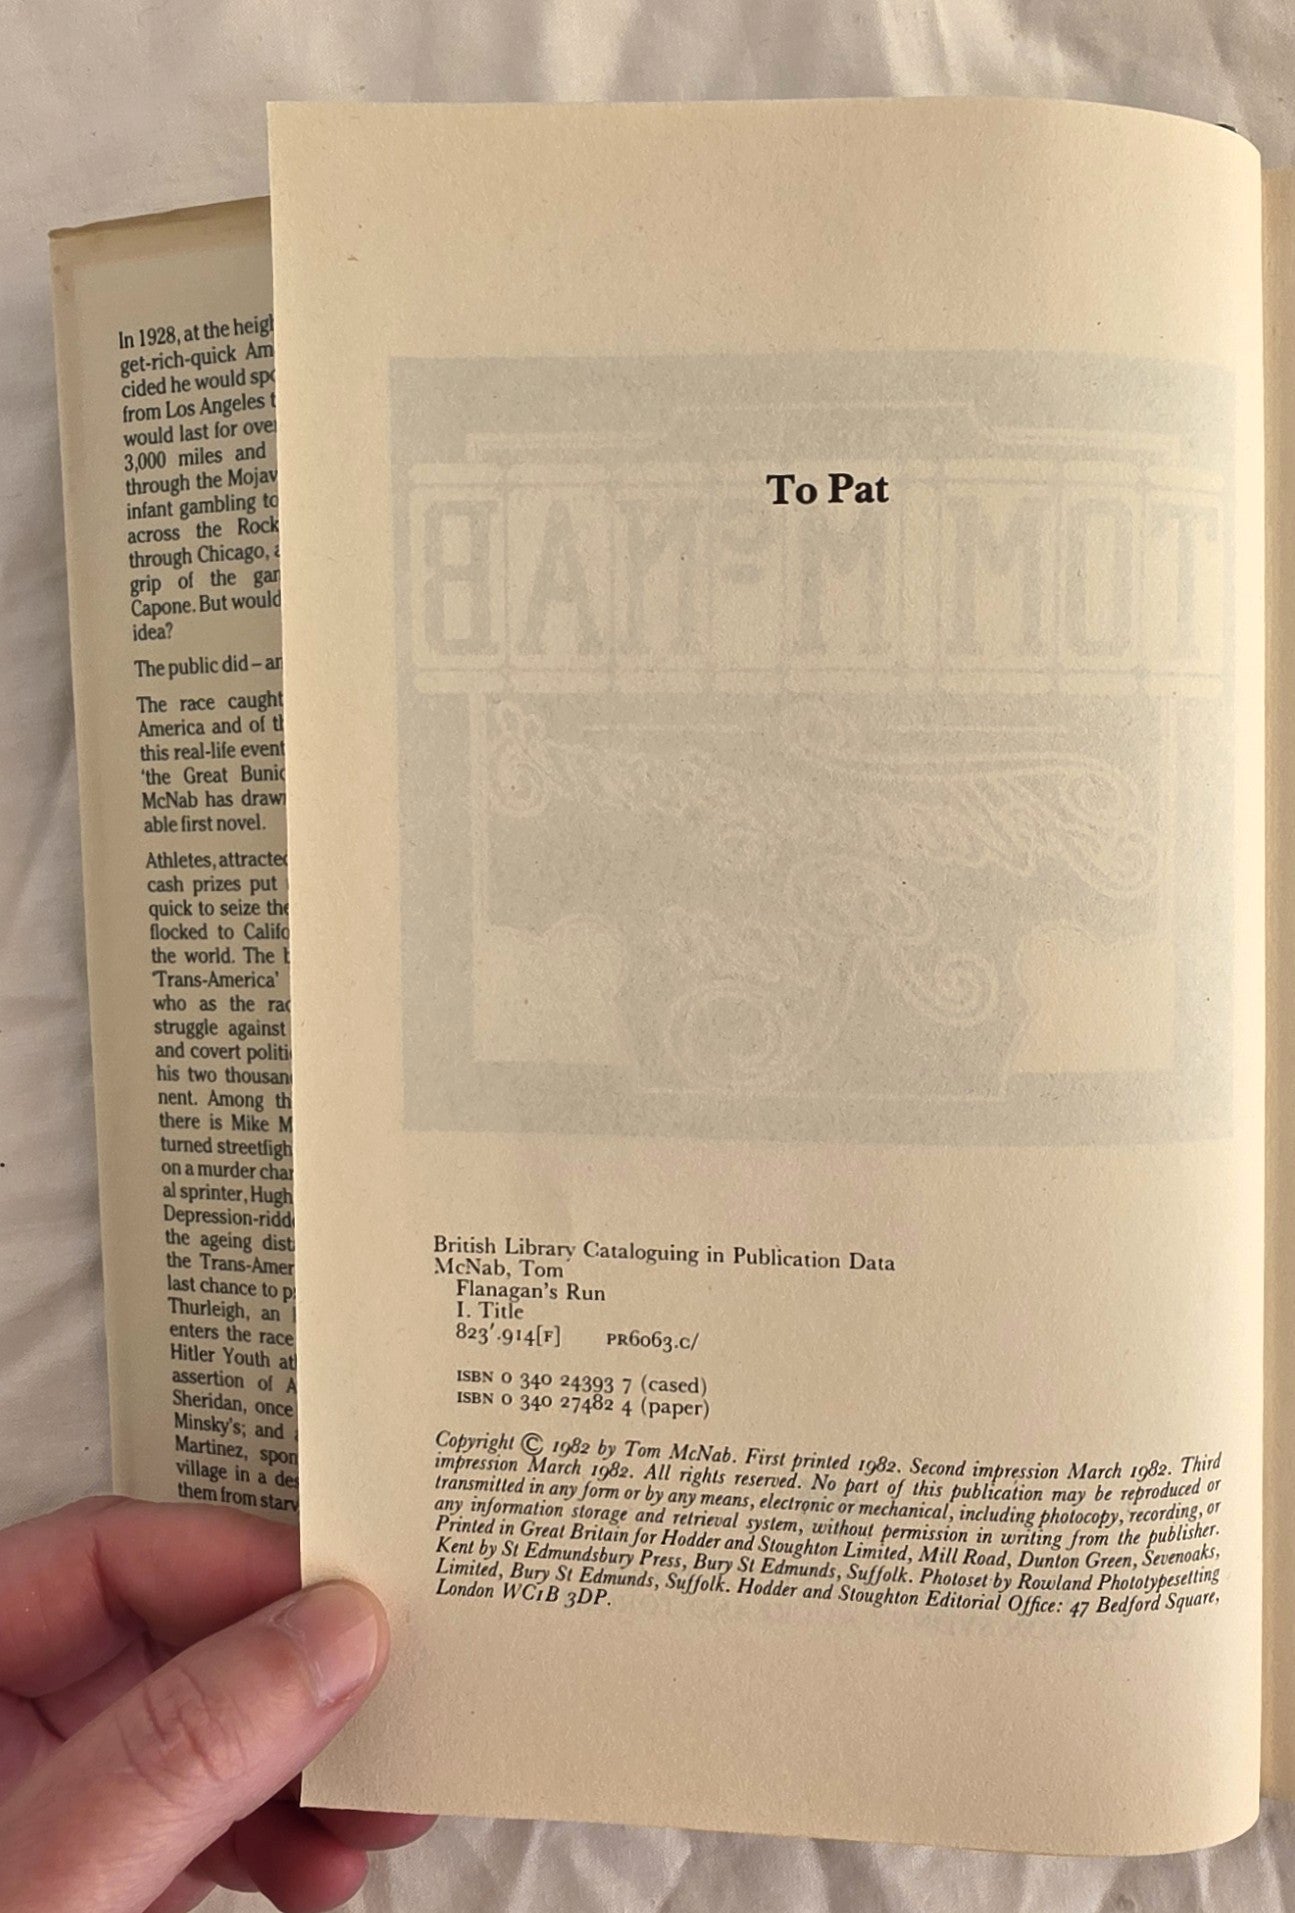 In 1928, at the heigh
get-rich-quick Am
cided he would spo
from Los Angeles t
would last for over
3,000 miles and
through the Mojav
infant gambling to
across the Rock
through Chicago, a
grip of the gan
Capone. But would
idea?
The public did – an
The race caught
America and of th
this real-life event
'the Great Bunio
McNab has drawn
able first novel.
Athletes, attracted
cash prizes put
quick to seize the
flocked to Califo
the world. The b
'Trans-America'
who as the rac
struggle against
and covert politi
his two thousand
nent. Among th
there is Mike M
turned streetfigh
on a murder char
al sprinter, Hugh
Depression-ridde
the ageing dist
the Trans-Amer
last chance to p
Thurleigh, an
enters the race
Hitler Youth at
assertion of A
Sheridan, once
Minsky's; and
Martinez, spon
village in a des
them from starv
To Pat
TOM McNAB
British Library Cataloguing in Publication Data
McNab, Tom
Flanagan's Run
I. Title
823'.914[F] PR6063.C/
ISBN 0 340 24393 7 (cased)
ISBN 0 340 27482 4 (paper)
Copyright © 1982 by Tom McNab. First printed 1982. Second impression March 1982. Third
impression March 1982. All rights reserved. No part of this publication may be reproduced or
transmitted in any form or by any means, electronic or mechanical, including photocopy, recording, or
any information storage and retrieval system, without permission in writing from the publisher.
Printed in Great Britain for Hodder and Stoughton Limited, Mill Road, Dunton Green, Sevenoaks,
Kent by St Edmundsbury Press, Bury St Edmunds, Suffolk. Photoset by Rowland Phototypesetting
Limited, Bury St Edmunds, Suffolk. Hodder and Stoughton Editorial Office: 47 Bedford Square,
London WC1B 3DP.